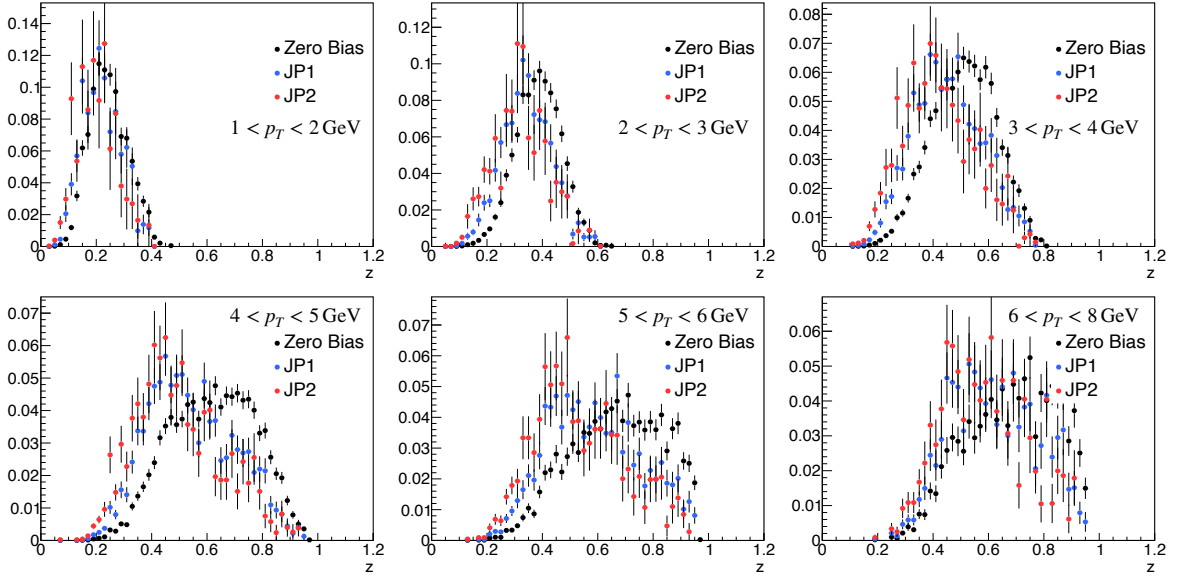 0.14
0.12
0.1
0.08
0.06
0.04
0.02
0
Zero Bias
JP1
JP2
1 < p_T < 2 GeV
0 0.2 0.4 0.6 0.8 1 1.2
z
0.12
0.1
0.08
0.06
0.04
0.02
0
Zero Bias
JP1
JP2
2 < p_T < 3 GeV
0 0.2 0.4 0.6 0.8 1 1.2
z
0.08
0.07
0.06
0.05
0.04
0.03
0.02
0.01
0
Zero Bias
JP1
JP2
3 < p_T < 4 GeV
0 0.2 0.4 0.6 0.8 1 1.2
z
0.07
0.06
0.05
0.04
0.03
0.02
0.01
0
4 < p_T < 5 GeV
Zero Bias
JP1
JP2
0 0.2 0.4 0.6 0.8 1 1.2
z
0.07
0.06
0.05
0.04
0.03
0.02
0.01
0
5 < p_T < 6 GeV
Zero Bias
JP1
JP2
0 0.2 0.4 0.6 0.8 1 1.2
z
0.06
0.05
0.04
0.03
0.02
0.01
0
6 < p_T < 8 GeV
Zero Bias
JP1
JP2
0 0.2 0.4 0.6 0.8 1 1.2
z